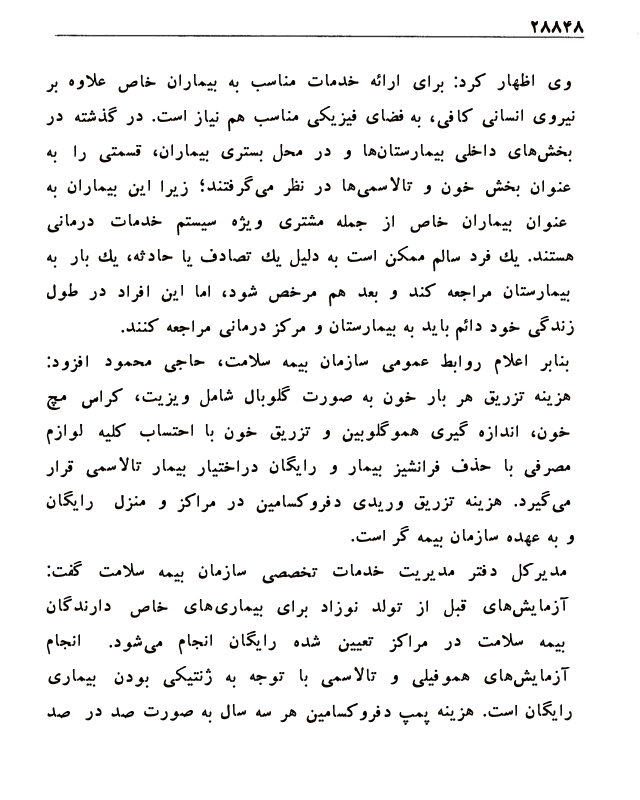 ۲۸۸۴۸
وی اظهار کرد: برای ارائه خدمات مناسب به بیماران خاص علاوه بر
نیروی انسانی کافی، به فضای فیزیکی مناسب هم نیاز است. در گذشته در
بخش‌های داخلی بیمارستان‌ها و در محل بستری بیماران، قسمتی را به
عنوان بخش خون و تالاسمی‌ها در نظر می‌گرفتند؛ زیرا این بیماران به
عنوان بیماران خاص از جمله مشتری ویژه سیستم خدمات درمانی
هستند. یك فرد سالم ممکن است به دلیل یك تصادف یا حادثه، یك بار به
بیمارستان مراجعه کند و بعد هم مرخص شود، اما این افراد در طول
زندگی خود دائم باید به بیمارستان و مرکز درمانی مراجعه کنند.
بنابر اعلام روابط عمومی سازمان بیمه سلامت، حاجی محمود افزود:
هزینه تزریق هر بار خون به صورت گلوبال شامل ویزیت، کراس مچ
خون، اندازه گیری هموگلوبین و تزریق خون با احتساب کلیه لوازم
مصرفی با حذف فرانشیز بیمار و رایگان دراختیار بیمار تالاسمی قرار
می‌گیرد. هزینه تزریق وریدی دفروکسامین در مراکز و منزل رایگان
و به عهده سازمان بیمه گر است.
مدیرکل دفتر مدیریت خدمات تخصصی سازمان بیمه سلامت گفت:
آزمایش‌های قبل از تولد نوزاد برای بیماری‌های خاص دارندگان
بیمه سلامت در مراکز تعیین شده رایگان انجام می‌شود. انجام
آزمایش‌های هموفیلی و تالاسمی با توجه به ژنتیکی بودن بیماری
رایگان است. هزینه پمپ دفروکسامین هر سه سال به صورت صد در صد